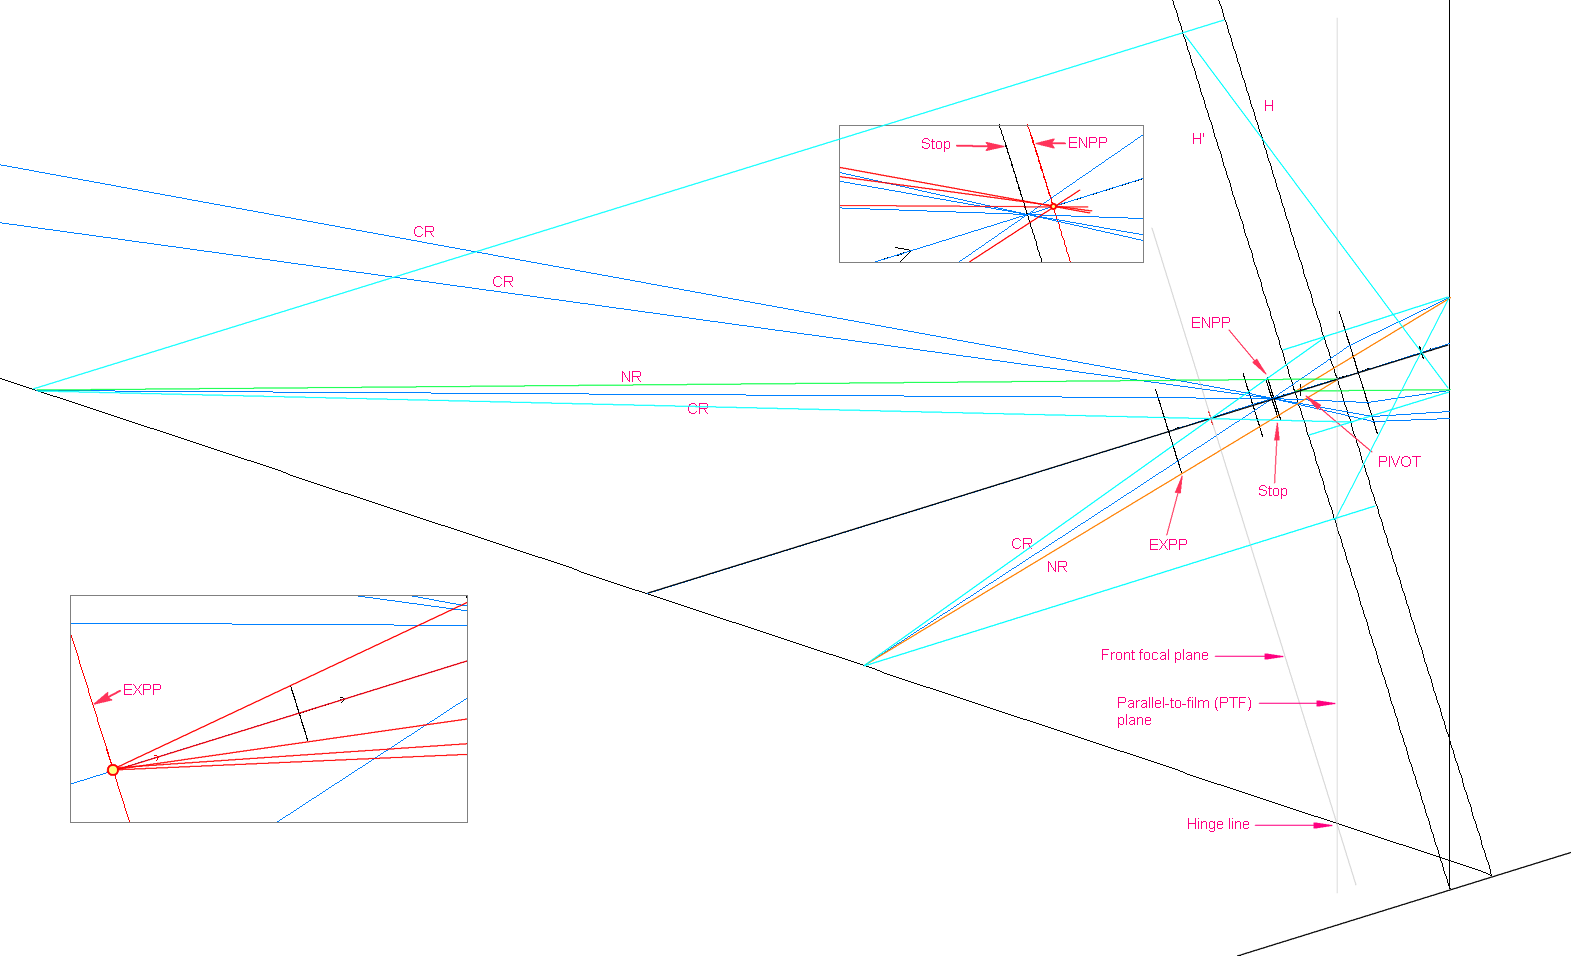 H
H'
Stop
ENPP
CR
CR
ENPP
NR
CR
PIVOT
Stop
CR
EXPP
NR
Front focal plane
EXPP
Parallel-to-film (PTF)
plane
Hinge line